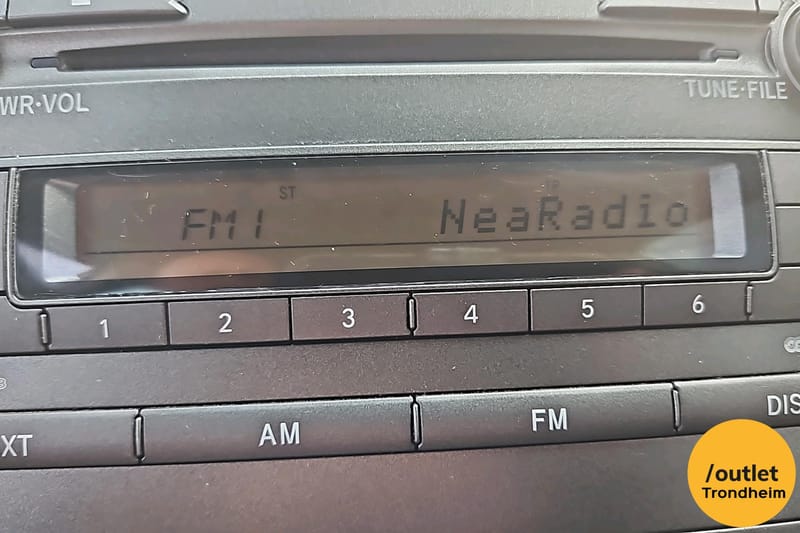 WR·VOL
TUNE·FILE
ST
FM1 NeaRadio
1 2 3 4 5 6
XT AM FM DIS
/outlet
Trondheim